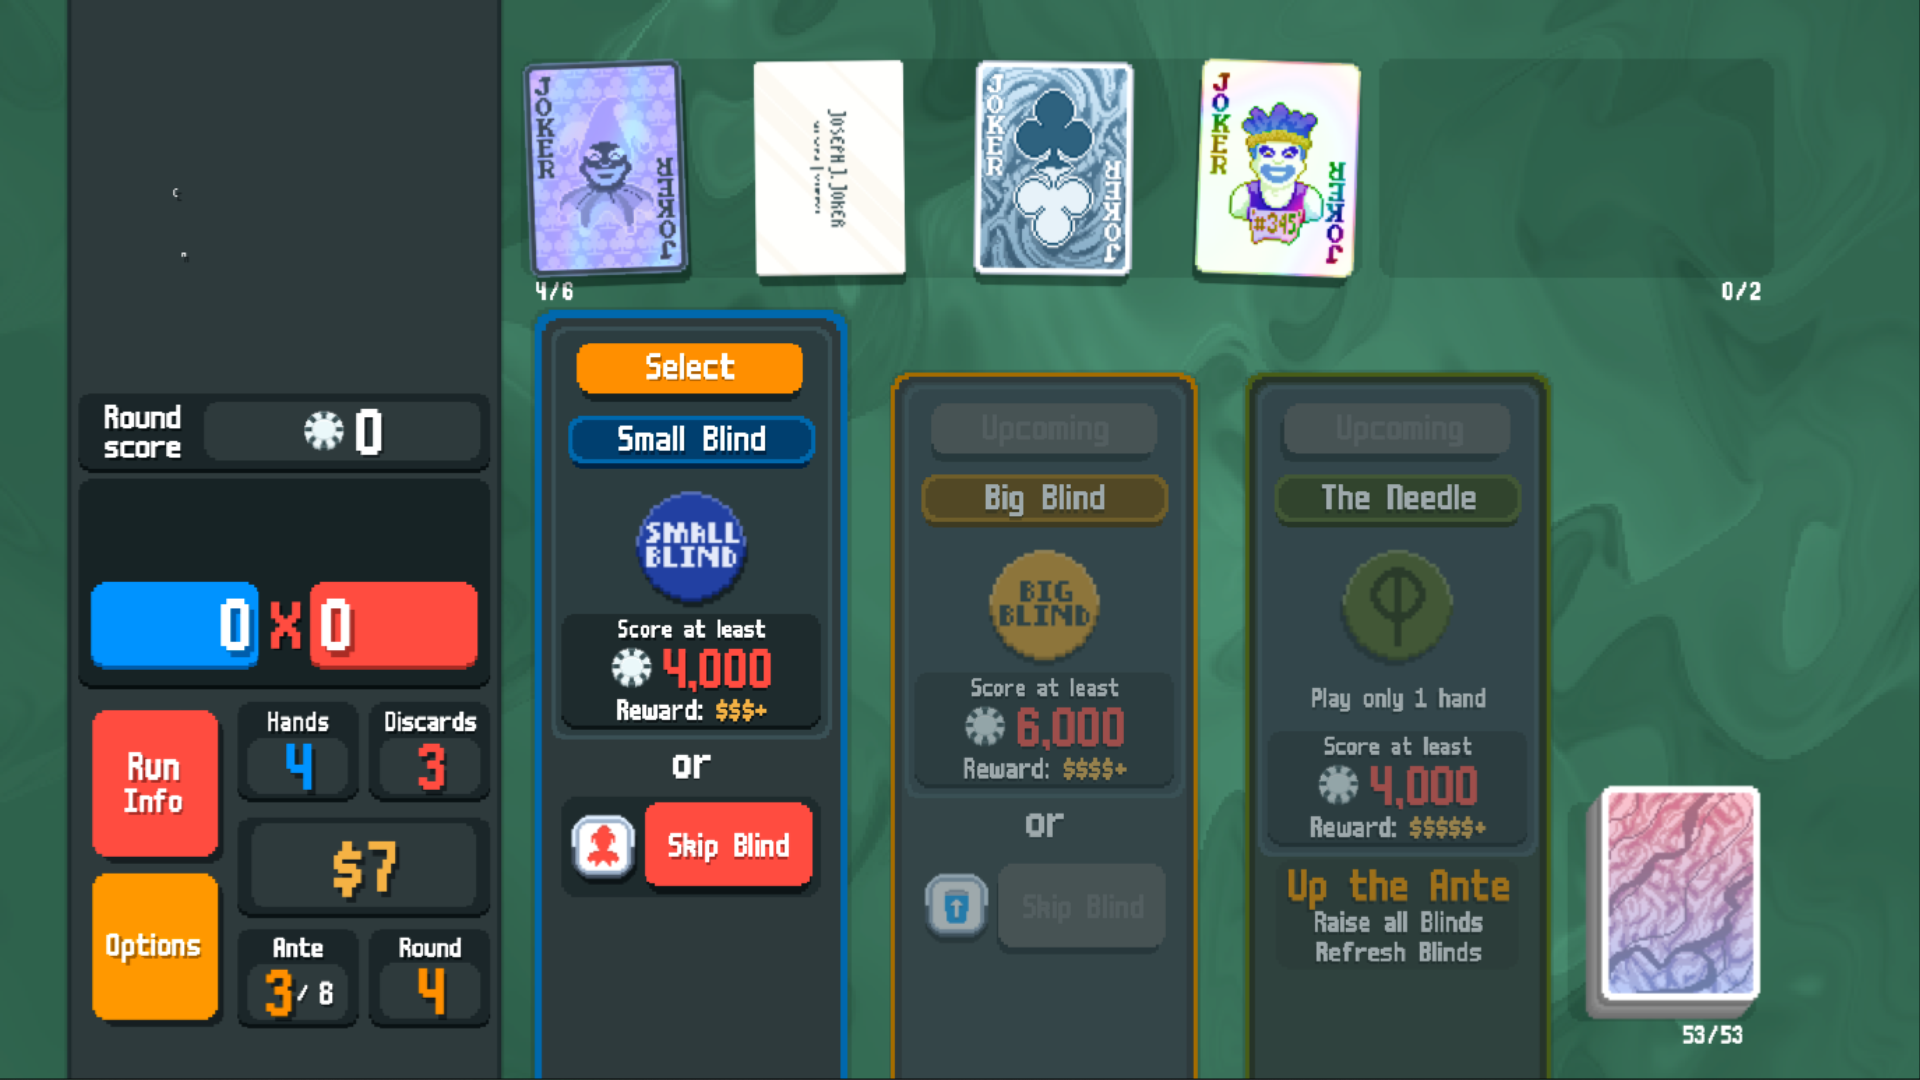 JOKER
JOKER
JOSEPH J. JOKER
JOKER
JOKER
JOKER
#345
JOKER
4/6
0/2
Round
score
0
0 X 0
Run
Info
Hands
4
Discards
3
$7
Options
Ante
3/8
Round
4
Select
Small Blind
SMALL
BLIND
Score at least
4,000
Reward: $$$+
or
Skip Blind
Upcoming
Big Blind
BIG
BLIND
Score at least
6,000
Reward: $$$$+
or
Skip Blind
Upcoming
The Needle
Play only 1 hand
Score at least
4,000
Reward: $$$$$+
Up the Ante
Raise all Blinds
Refresh Blinds
53/53